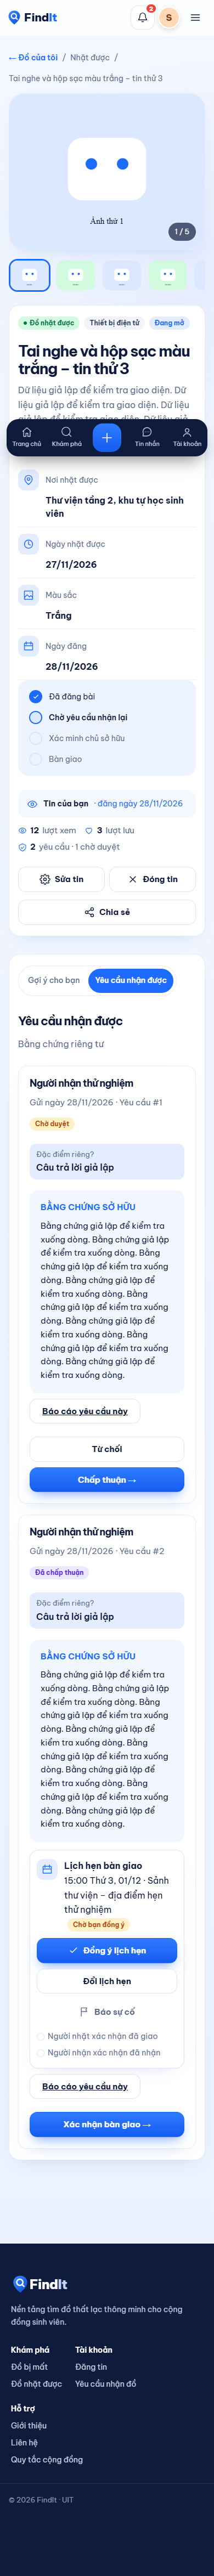 FindIt
2
S
← Đồ của tôi / Nhặt được /
Tai nghe và hộp sạc màu trắng – tin thử 3
Ảnh thử 1
1 / 5
Đồ nhặt được
Thiết bị điện tử
Đang mở
Tai nghe và hộp sạc màu
trắng – tin thử 3
Dữ liệu giả lập để kiểm tra giao diện. Dữ
liệu giả lập để kiểm tra giao diện. Dữ liệu
Trang chủ
Khám phá
Tin nhắn
Tài khoản
Nơi nhặt được
Thư viện tầng 2, khu tự học sinh
viên
Ngày nhặt được
27/11/2026
Màu sắc
Trắng
Ngày đăng
28/11/2026
Đã đăng bài
Chờ yêu cầu nhận lại
Xác minh chủ sở hữu
Bàn giao
Tin của bạn · đăng ngày 28/11/2026
12 lượt xem 3 lượt lưu
2 yêu cầu · 1 chờ duyệt
Sửa tin
Đóng tin
Chia sẻ
Gợi ý cho bạn
Yêu cầu nhận được
Yêu cầu nhận được
Bằng chứng riêng tư
Người nhận thử nghiệm
Gửi ngày 28/11/2026 · Yêu cầu #1
Chờ duyệt
Đặc điểm riêng?
Câu trả lời giả lập
BẰNG CHỨNG SỞ HỮU
Bằng chứng giả lập để kiểm tra
xuống dòng. Bằng chứng giả lập
để kiểm tra xuống dòng. Bằng
chứng giả lập để kiểm tra xuống
dòng. Bằng chứng giả lập để
kiểm tra xuống dòng. Bằng
chứng giả lập để kiểm tra xuống
dòng. Bằng chứng giả lập để
kiểm tra xuống dòng. Bằng
chứng giả lập để kiểm tra xuống
dòng. Bằng chứng giả lập để
kiểm tra xuống dòng.
Báo cáo yêu cầu này
Từ chối
Chấp thuận →
Người nhận thử nghiệm
Gửi ngày 28/11/2026 · Yêu cầu #2
Đã chấp thuận
Đặc điểm riêng?
Câu trả lời giả lập
BẰNG CHỨNG SỞ HỮU
Bằng chứng giả lập để kiểm tra
xuống dòng. Bằng chứng giả lập
để kiểm tra xuống dòng. Bằng
chứng giả lập để kiểm tra xuống
dòng. Bằng chứng giả lập để
kiểm tra xuống dòng. Bằng
chứng giả lập để kiểm tra xuống
dòng. Bằng chứng giả lập để
kiểm tra xuống dòng. Bằng
chứng giả lập để kiểm tra xuống
dòng. Bằng chứng giả lập để
kiểm tra xuống dòng.
Lịch hẹn bàn giao
15:00 Thứ 3, 01/12 · Sảnh
thư viện – địa điểm hẹn
thử nghiệm
Chờ bạn đồng ý
Đồng ý lịch hẹn
Đổi lịch hẹn
Báo sự cố
Người nhặt xác nhận đã giao
Người nhận xác nhận đã nhận
Báo cáo yêu cầu này
Xác nhận bàn giao →
FindIt
Nền tảng tìm đồ thất lạc thông minh cho cộng
đồng sinh viên.
Khám phá
Đồ bị mất
Đồ nhặt được
Tài khoản
Đăng tin
Yêu cầu nhận đồ
Hỗ trợ
Giới thiệu
Liên hệ
Quy tắc cộng đồng
© 2026 FindIt · UIT